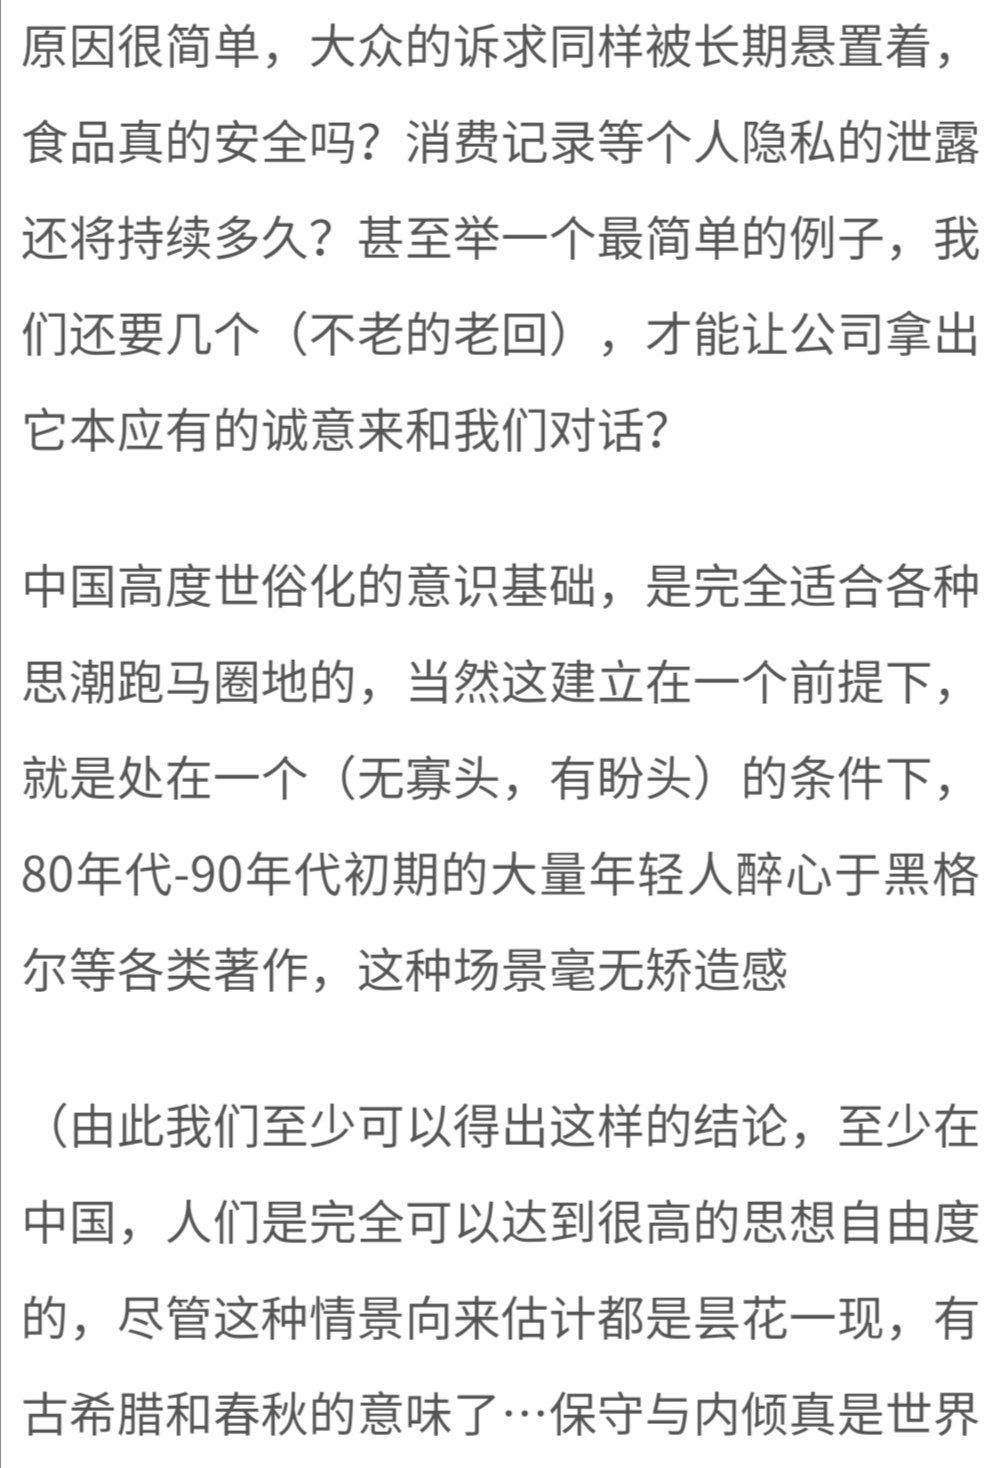 原因很简单，大众的诉求同样被长期悬置着，
食品真的安全吗？消费记录等个人隐私的泄露
还将持续多久？甚至举一个最简单的例子，我
们还要几个（不老的老回），才能让公司拿出
它本应有的诚意来和我们对话？
中国高度世俗化的意识基础，是完全适合各种
思潮跑马圈地的，当然这建立在一个前提下，
就是处在一个（无寡头，有盼头）的条件下，
80年代-90年代初期的大量年轻人醉心于黑格
尔等各类著作，这种场景毫无矫造感
（由此我们至少可以得出这样的结论，至少在
中国，人们是完全可以达到很高的思想自由度
的，尽管这种情景向来估计都是昙花一现，有
古希腊和春秋的意味了…保守与内倾真是世界